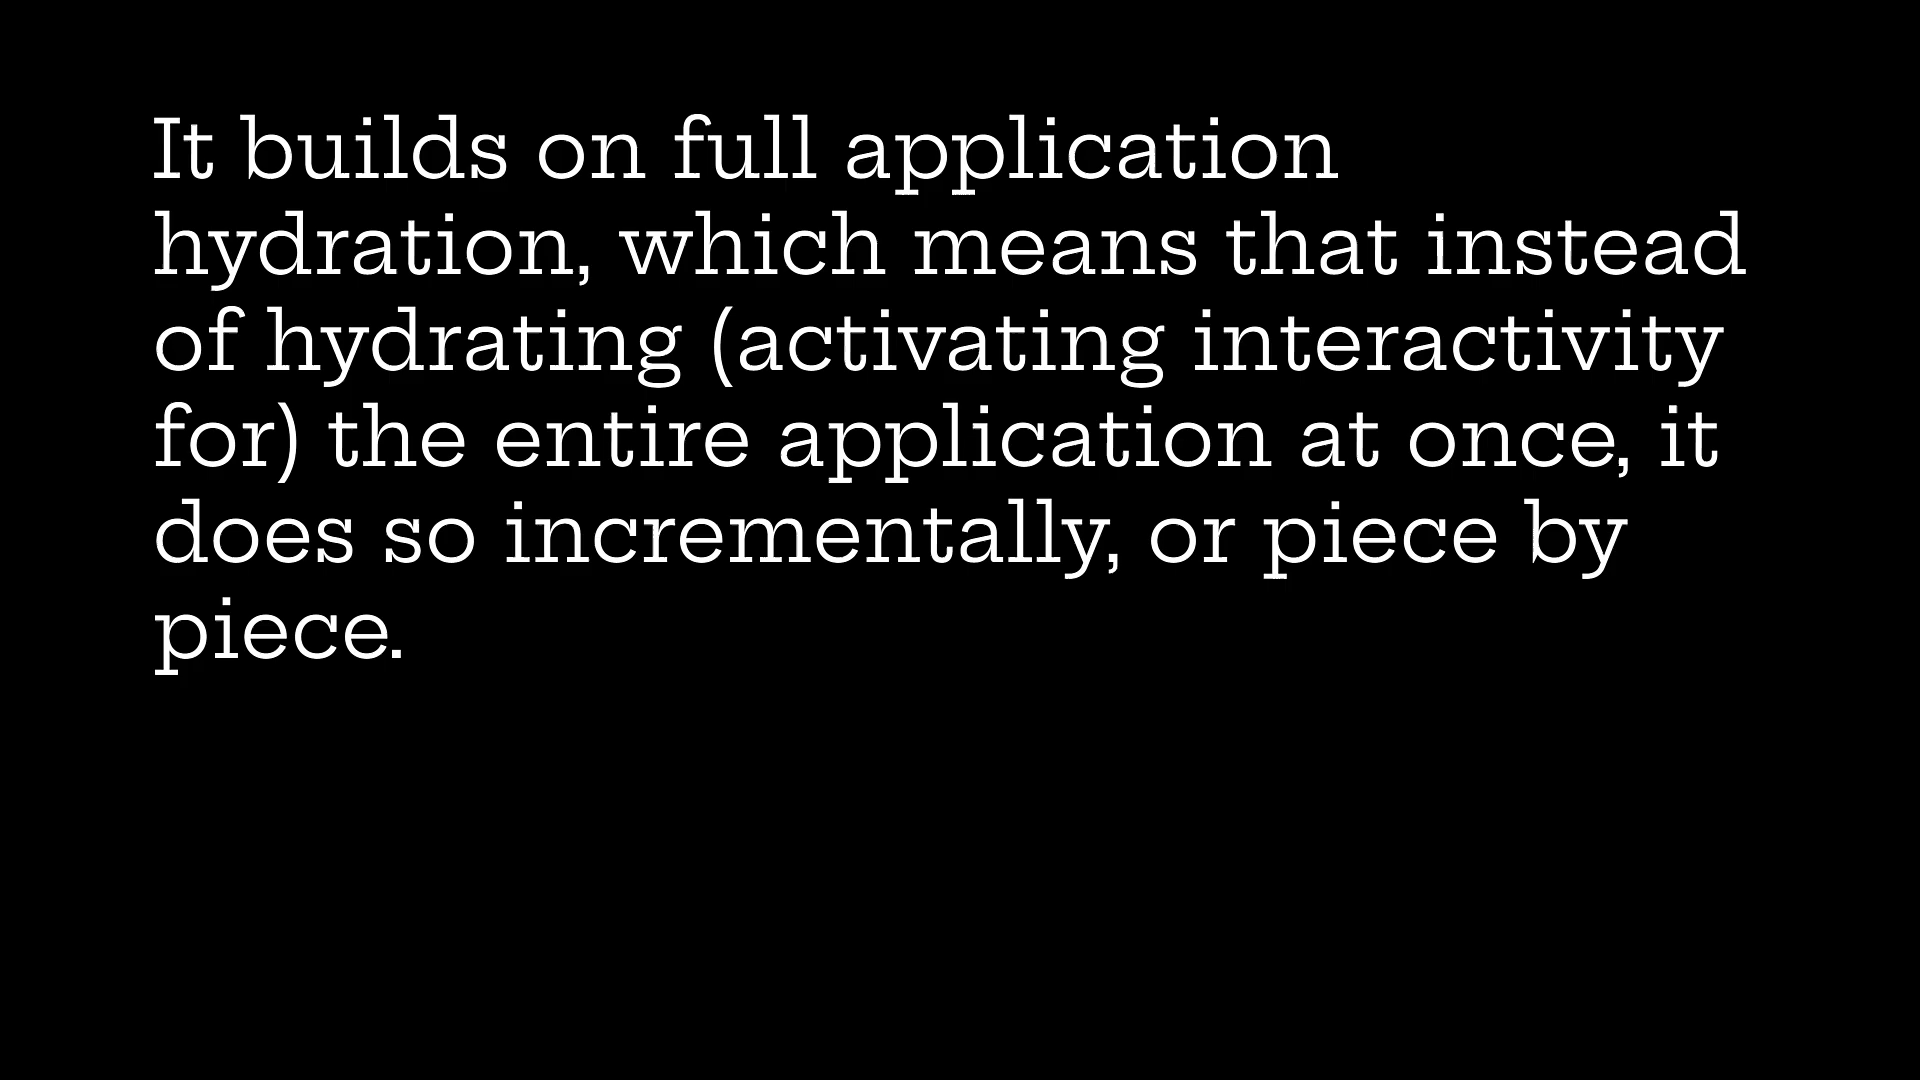 It builds on full application
hydration, which means that instead
of hydrating (activating interactivity
for) the entire application at once, it
does so incrementally, or piece by
piece.